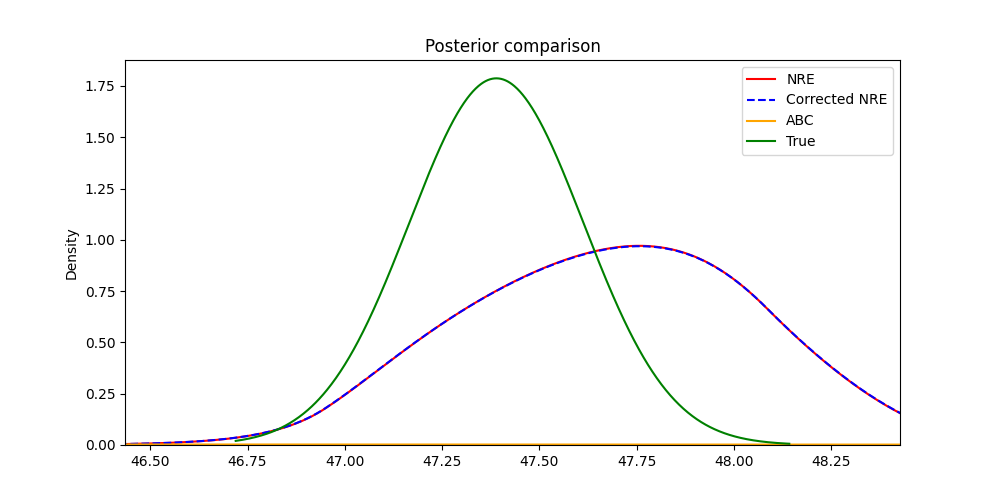 Posterior comparison
NRE
Corrected NRE
ABC
True
Density
1.75
1.50
1.25
1.00
0.75
0.50
0.25
0.00
46.50 46.75 47.00 47.25 47.50 47.75 48.00 48.25